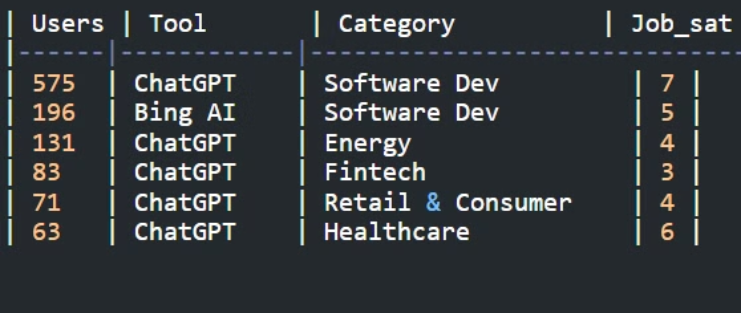 | Users | Tool | Category | Job_sat
|------|------------|------------------------------
| 575 | ChatGPT | Software Dev | 7 |
| 196 | Bing AI | Software Dev | 5 |
| 131 | ChatGPT | Energy | 4 |
| 83 | ChatGPT | Fintech | 3 |
| 71 | ChatGPT | Retail & Consumer | 4 |
| 63 | ChatGPT | Healthcare | 6 |